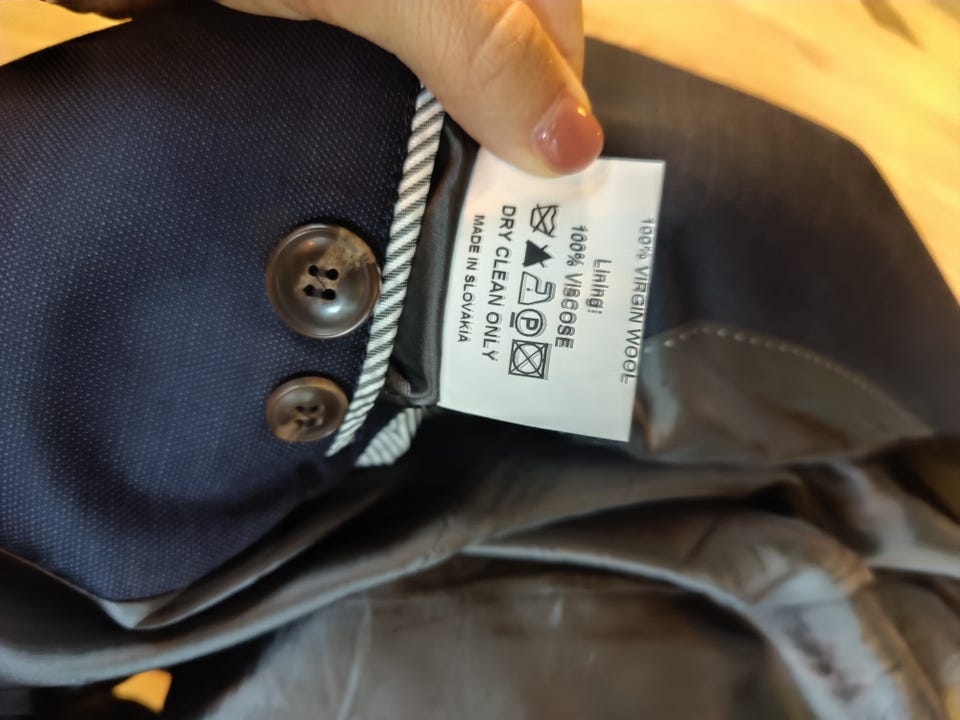 100% VIRGIN WOOL
Lining:
100% VISCOSE
P
DRY CLEAN ONLY
MADE IN SLOVAKIA